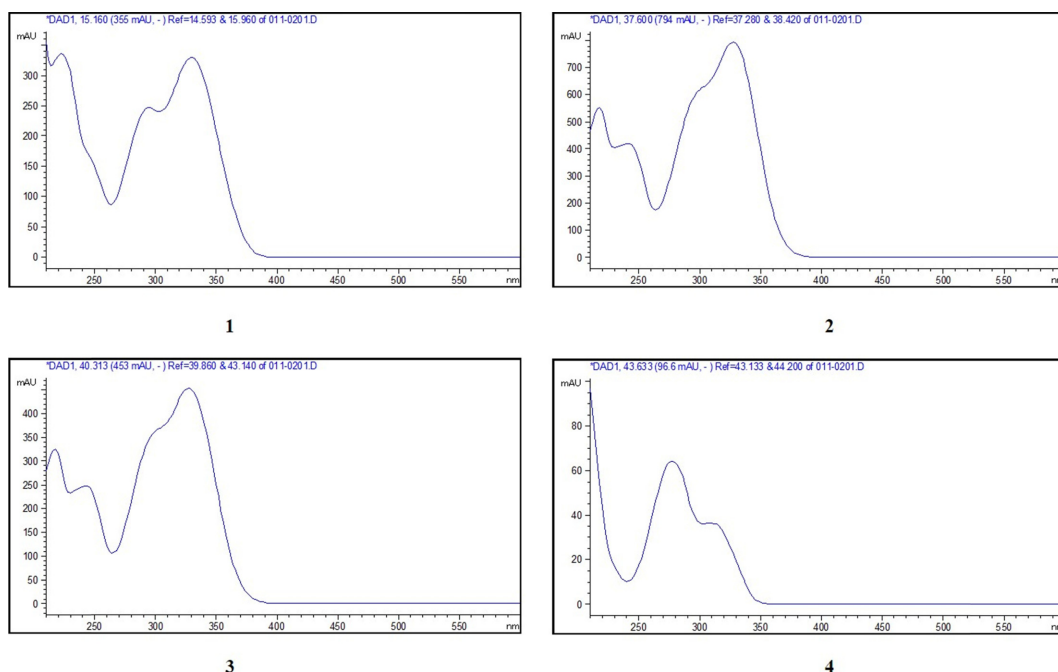 *DAD1, 15.160 (355 mAU, - ) Ref=14.593 & 15.960 of 011-0201.D
mAU
300
250
200
150
100
50
0
250 300 350 400 450 500 550 nm
1
*DAD1, 37.600 (794 mAU, - ) Ref=37.280 & 38.420 of 011-0201.D
mAU
700
600
500
400
300
200
100
0
250 300 350 400 450 500 550 nm
2
*DAD1, 40.313 (453 mAU, - ) Ref=39.860 & 43.140 of 011-0201.D
mAU
400
350
300
250
200
150
100
50
0
250 300 350 400 450 500 550 nm
3
*DAD1, 43.633 (96.6 mAU, - ) Ref=43.133 & 44.200 of 011-0201.D
mAU
80
60
40
20
0
250 300 350 400 450 500 550 nm
4